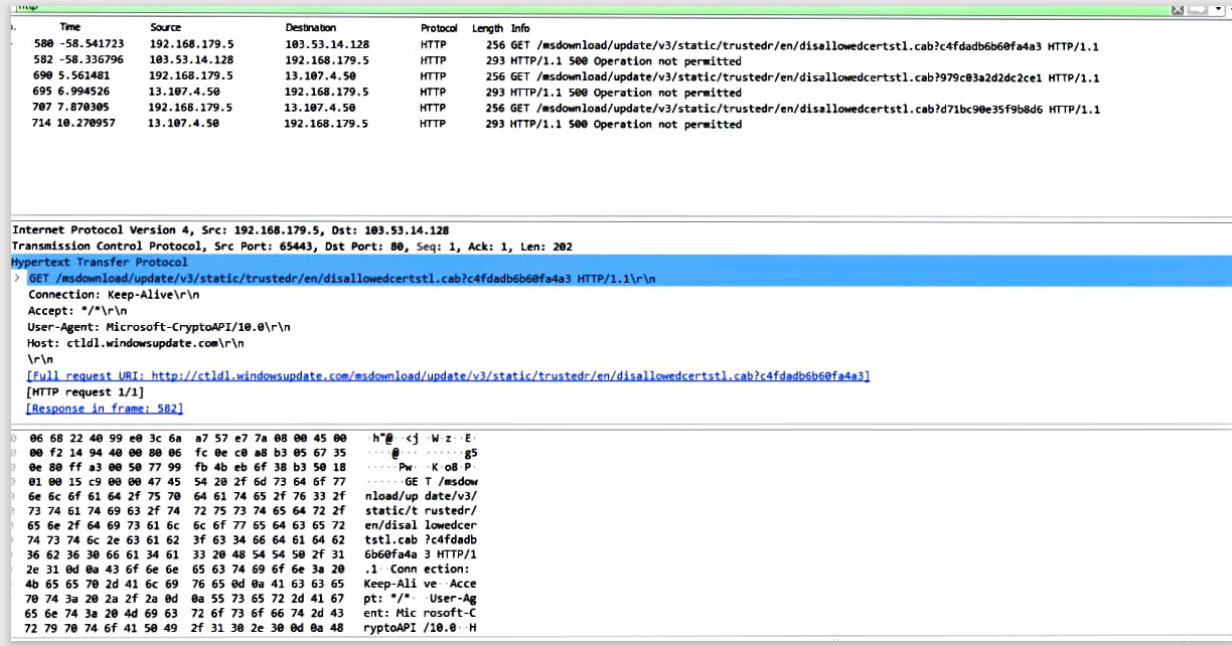 http
. Time Source Destination Protocol Length Info
580 -58.541723 192.168.179.5 103.53.14.128 HTTP 256 GET /msdownload/update/v3/static/trustedr/en/disallowedcertstl.cab?c4fdadb6b60fa4a3 HTTP/1.1
582 -58.336796 103.53.14.128 192.168.179.5 HTTP 293 HTTP/1.1 500 Operation not permitted
690 5.561481 192.168.179.5 13.107.4.50 HTTP 256 GET /msdownload/update/v3/static/trustedr/en/disallowedcertstl.cab?979c03a2d2dc2ce1 HTTP/1.1
695 6.994526 13.107.4.50 192.168.179.5 HTTP 293 HTTP/1.1 500 Operation not permitted
707 7.870305 192.168.179.5 13.107.4.50 HTTP 256 GET /msdownload/update/v3/static/trustedr/en/disallowedcertstl.cab?d71bc90e35f9b8d6 HTTP/1.1
714 10.270957 13.107.4.50 192.168.179.5 HTTP 293 HTTP/1.1 500 Operation not permitted
Internet Protocol Version 4, Src: 192.168.179.5, Dst: 103.53.14.128
Transmission Control Protocol, Src Port: 65443, Dst Port: 80, Seq: 1, Ack: 1, Len: 202
Hypertext Transfer Protocol
> GET /msdownload/update/v3/static/trustedr/en/disallowedcertstl.cab?c4fdadb6b60fa4a3 HTTP/1.1\r\n
Connection: Keep-Alive\r\n
Accept: */*\r\n
User-Agent: Microsoft-CryptoAPI/10.0\r\n
Host: ctldl.windowsupdate.com\r\n
\r\n
[Full request URI: http://ctldl.windowsupdate.com/msdownload/update/v3/static/trustedr/en/disallowedcertstl.cab?c4fdadb6b60fa4a3]
[HTTP request 1/1]
[Response in frame: 582]
06 68 22 40 99 e0 3c 6a a7 57 e7 7a 08 00 45 00 ·h"@··<j ·W·z··E·
00 f2 14 94 40 00 80 06 fc 0e c0 a8 b3 05 67 35 ····@··· ······g5
0e 80 ff a3 00 50 77 99 fb 4b eb 6f 38 b3 50 18 ·····Pw· ·K·o8·P·
01 00 15 c9 00 00 47 45 54 20 2f 6d 73 64 6f 77 ······GE T /msdow
6e 6c 6f 61 64 2f 75 70 64 61 74 65 2f 76 33 2f nload/up date/v3/
73 74 61 74 69 63 2f 74 72 75 73 74 65 64 72 2f static/t rustedr/
65 6e 2f 64 69 73 61 6c 6c 6f 77 65 64 63 65 72 en/disal lowedcer
74 73 74 6c 2e 63 61 62 3f 63 34 66 64 61 64 62 tstl.cab ?c4fdadb
36 62 36 30 66 61 34 61 33 20 48 54 54 50 2f 31 6b60fa4a 3 HTTP/1
2e 31 0d 0a 43 6f 6e 6e 65 63 74 69 6f 6e 3a 20 .1··Conn ection:
4b 65 65 70 2d 41 6c 69 76 65 0d 0a 41 63 63 65 Keep-Ali ve··Acce
70 74 3a 20 2a 2f 2a 0d 0a 55 73 65 72 2d 41 67 pt: */*· ·User-Ag
65 6e 74 3a 20 4d 69 63 72 6f 73 6f 66 74 2d 43 ent: Mic rosoft-C
72 79 70 74 6f 41 50 49 2f 31 30 2e 30 0d 0a 48 ryptoAPI /10.0··H